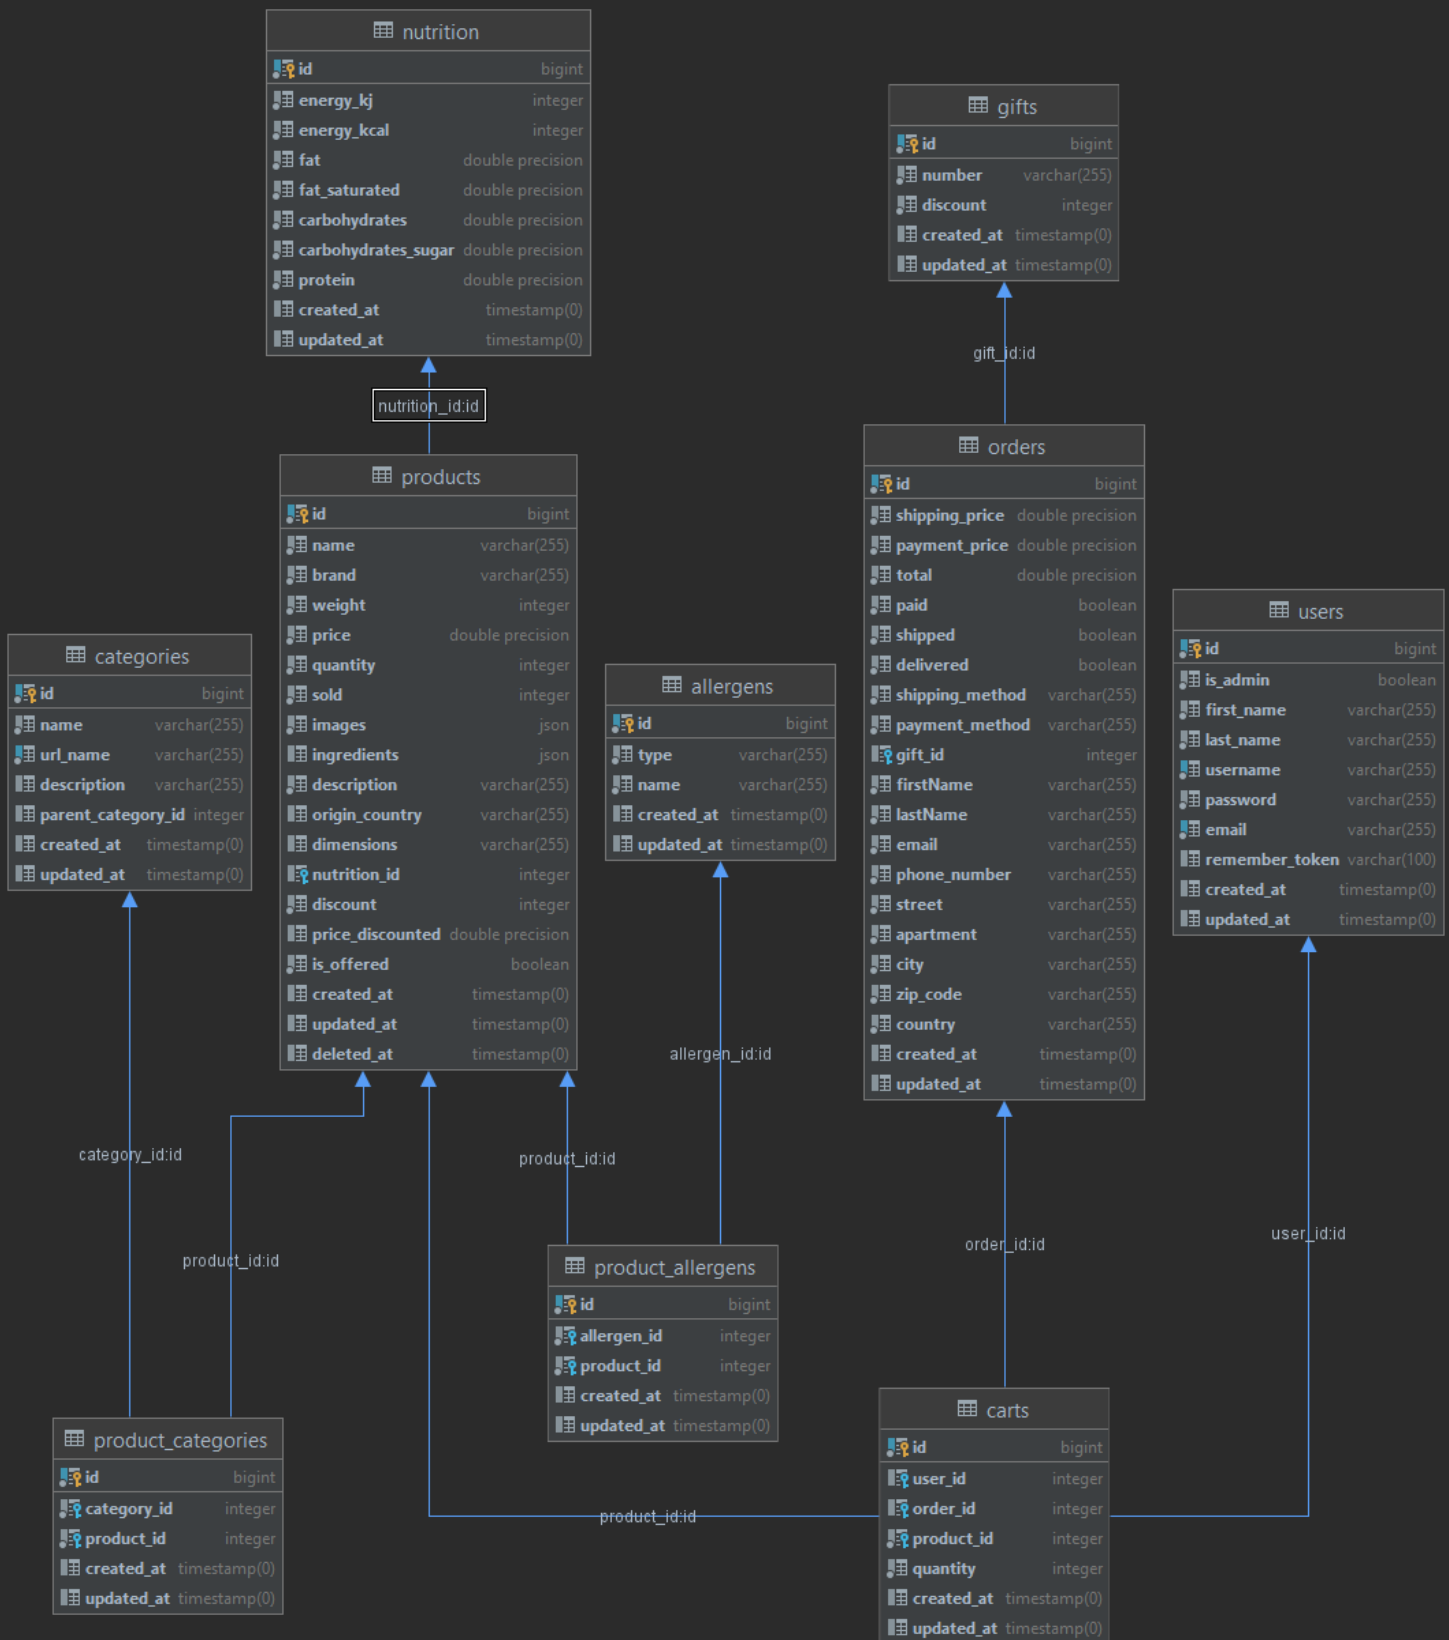 nutrition
id bigint
energy_kj integer
energy_kcal integer
fat double precision
fat_saturated double precision
carbohydrates double precision
carbohydrates_sugar double precision
protein double precision
created_at timestamp(0)
updated_at timestamp(0)
nutrition_id:id
gifts
id bigint
number varchar(255)
discount integer
created_at timestamp(0)
updated_at timestamp(0)
gift_id:id
products
id bigint
name varchar(255)
brand varchar(255)
weight integer
price double precision
quantity integer
sold integer
images json
ingredients json
description varchar(255)
origin_country varchar(255)
dimensions varchar(255)
nutrition_id integer
discount integer
price_discounted double precision
is_offered boolean
created_at timestamp(0)
updated_at timestamp(0)
deleted_at timestamp(0)
orders
id bigint
shipping_price double precision
payment_price double precision
total double precision
paid boolean
shipped boolean
delivered boolean
shipping_method varchar(255)
payment_method varchar(255)
gift_id integer
firstName varchar(255)
lastName varchar(255)
email varchar(255)
phone_number varchar(255)
street varchar(255)
apartment varchar(255)
city varchar(255)
zip_code varchar(255)
country varchar(255)
created_at timestamp(0)
updated_at timestamp(0)
users
id bigint
is_admin boolean
first_name varchar(255)
last_name varchar(255)
username varchar(255)
password varchar(255)
email varchar(255)
remember_token varchar(100)
created_at timestamp(0)
updated_at timestamp(0)
categories
id bigint
name varchar(255)
url_name varchar(255)
description varchar(255)
parent_category_id integer
created_at timestamp(0)
updated_at timestamp(0)
allergens
id bigint
type varchar(255)
name varchar(255)
created_at timestamp(0)
updated_at timestamp(0)
allergen_id:id
category_id:id
product_id:id
product_id:id
order_id:id
user_id:id
product_allergens
id bigint
allergen_id integer
product_id integer
created_at timestamp(0)
updated_at timestamp(0)
product_categories
id bigint
category_id integer
product_id integer
created_at timestamp(0)
updated_at timestamp(0)
product_id:id
carts
id bigint
user_id integer
order_id integer
product_id integer
quantity integer
created_at timestamp(0)
updated_at timestamp(0)